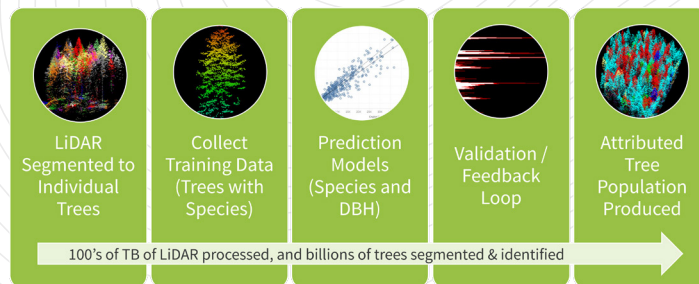 LiDAR
Segmented to
Individual
Trees
Collect
Training Data
(Trees with
Species)
Prediction
Models
(Species and
DBH)
Validation /
Feedback
Loop
Attributed
Tree
Population
Produced
100's of TB of LiDAR processed, and billions of trees segmented & identified